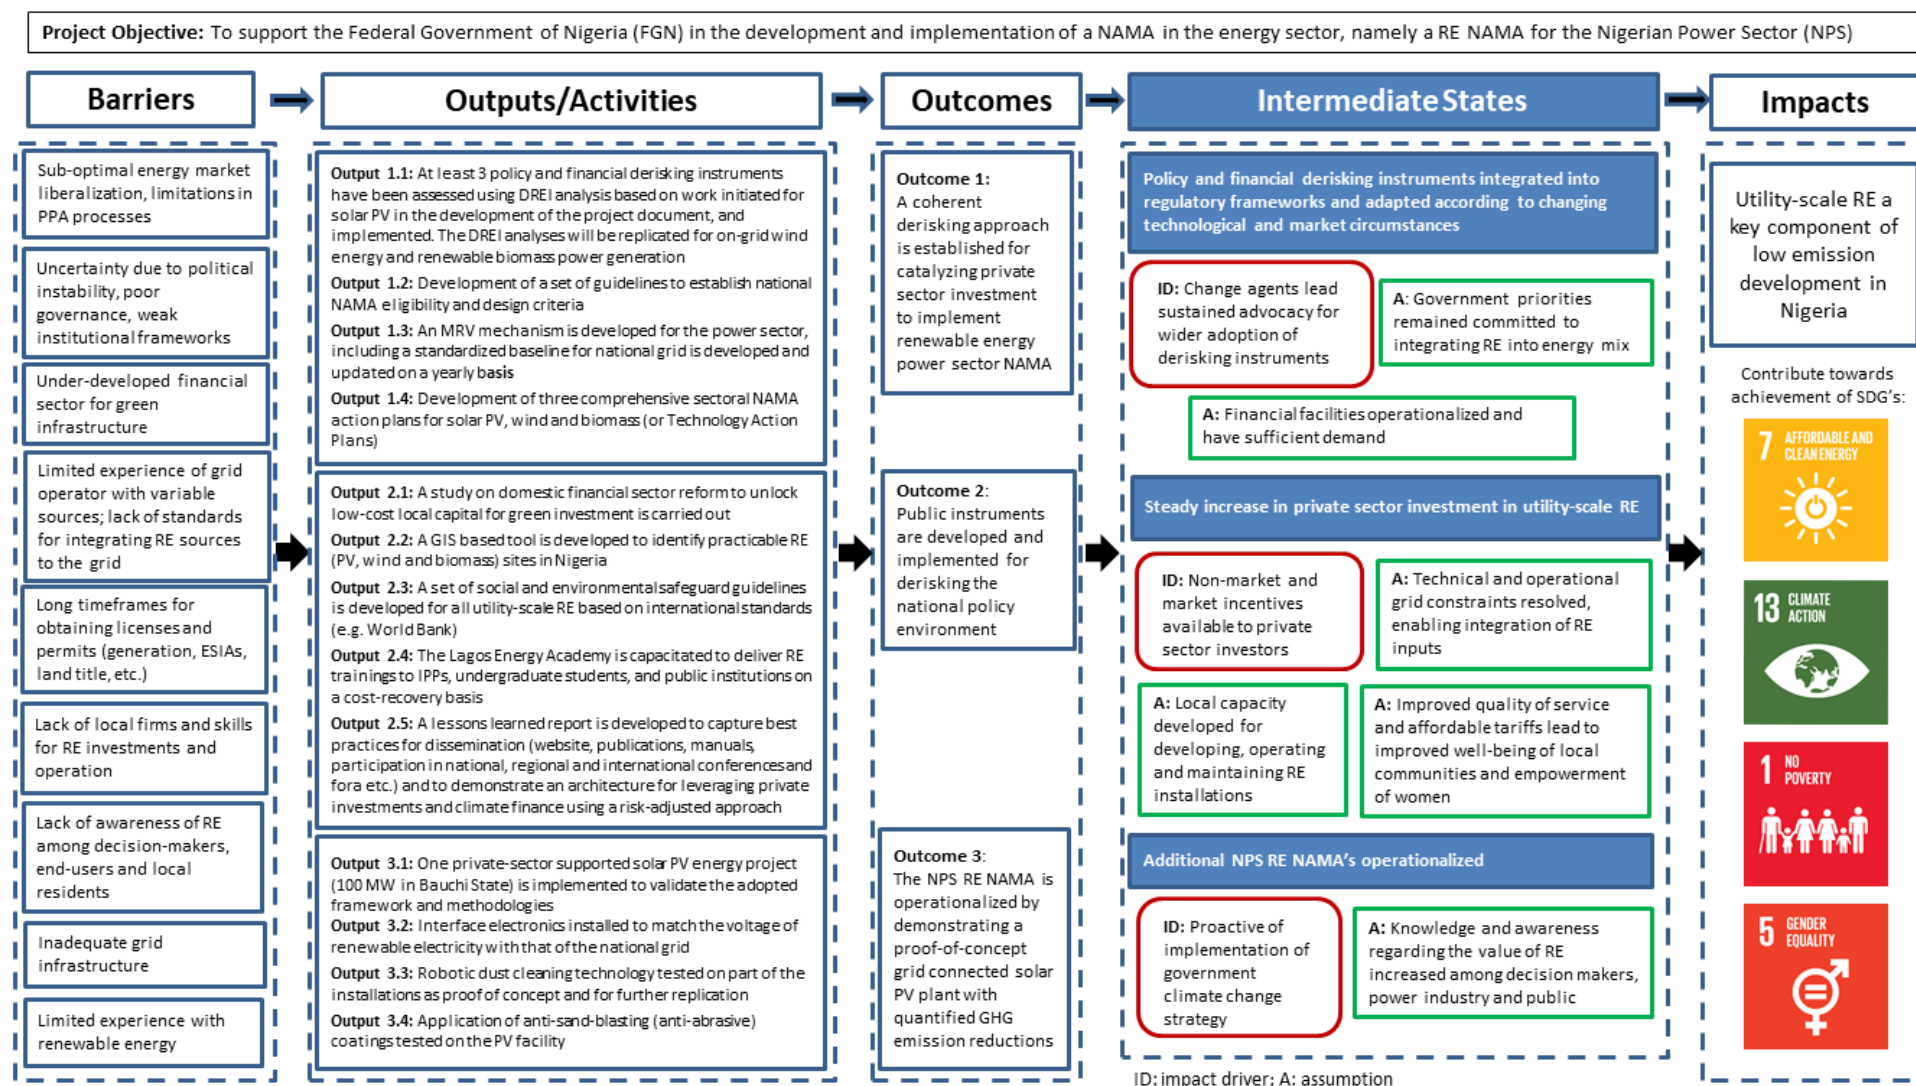 Project Objective: To support the Federal Government of Nigeria (FGN) in the development and implementation of a NAMA in the energy sector, namely a RE NAMA for the Nigerian Power Sector (NPS)
Barriers
Outputs/Activities
Outcomes
Intermediate States
Impacts
Sub-optimal energy market
liberalization, limitations in
PPA processes
Uncertainty due to political
instability, poor
governance, weak
institutional frameworks
Under-developed financial
sector for green
infrastructure
Limited experience of grid
operator with variable
sources; lack of standards
for integrating RE sources
to the grid
Long timeframes for
obtaining licenses and
permits (generation, ESIAs,
land title, etc.)
Lack of local firms and skills
for RE investments and
operation
Lack of awareness of RE
among decision-makers,
end-users and local
residents
Inadequate grid
infrastructure
Limited experience with
renewable energy
Output 1.1: At least 3 policy and financial derisking instruments
have been assessed using DREI analysis based on work initiated for
solar PV in the development of the project document, and
implemented. The DREI analyses will be replicated for on-grid wind
energy and renewable biomass power generation
Output 1.2: Development of a set of guidelines to establish national
NAMA eligibility and design criteria
Output 1.3: An MRV mechanism is developed for the power sector,
including a standardized baseline for national grid is developed and
updated on a yearly basis
Output 1.4: Development of three comprehensive sectoral NAMA
action plans for solar PV, wind and biomass (or Technology Action
Plans)
Output 2.1: A study on domestic financial sector reform to unlock
low-cost local capital for green investment is carried out
Output 2.2: A GIS based tool is developed to identify practicable RE
(PV, wind and biomass) sites in Nigeria
Output 2.3: A set of social and environmental safeguard guidelines
is developed for all utility-scale RE based on international standards
(e.g. World Bank)
Output 2.4: The Lagos Energy Academy is capacitated to deliver RE
trainings to IPPs, undergraduate students, and public institutions on
a cost-recovery basis
Output 2.5: A lessons learned report is developed to capture best
practices for dissemination (website, publications, manuals,
participation in national, regional and international conferences and
fora etc.) and to demonstrate an architecture for leveraging private
investments and climate finance using a risk-adjusted approach
Output 3.1: One private-sector supported solar PV energy project
(100 MW in Bauchi State) is implemented to validate the adopted
framework and methodologies
Output 3.2: Interface electronics installed to match the voltage of
renewable electricity with that of the national grid
Output 3.3: Robotic dust cleaning technology tested on part of the
installations as proof of concept and for further replication
Output 3.4: Application of anti-sand-blasting (anti-abrasive)
coatings tested on the PV facility
Outcome 1:
A coherent
derisking approach
is established for
catalyzing private
sector investment
to implement
renewable energy
power sector NAMA
Outcome 2:
Public instruments
are developed and
implemented for
derisking the
national policy
environment
Outcome 3:
The NPS RE NAMA is
operationalized by
demonstrating a
proof-of-concept
grid connected solar
PV plant with
quantified GHG
emission reductions
Policy and financial derisking instruments integrated into
regulatory frameworks and adapted according to changing
technological and market circumstances
ID: Change agents lead
sustained advocacy for
wider adoption of
derisking instruments
A: Government priorities
remained committed to
integrating RE into energy mix
A: Financial facilities operationalized and
have sufficient demand
Steady increase in private sector investment in utility-scale RE
ID: Non-market and
market incentives
available to private
sector investors
A: Technical and operational
grid constraints resolved,
enabling integration of RE
inputs
A: Local capacity
developed for
developing, operating
and maintaining RE
installations
A: Improved quality of service
and affordable tariffs lead to
improved well-being of local
communities and empowerment
of women
Additional NPS RE NAMA's operationalized
ID: Proactive of
implementation of
government
climate change
strategy
A: Knowledge and awareness
regarding the value of RE
increased among decision makers,
power industry and public
ID: impact driver; A: assumption
Utility-scale RE a
key component of
low emission
development in
Nigeria
Contribute towards
achievement of SDG's:
7 AFFORDABLE AND
CLEAN ENERGY
13 CLIMATE
ACTION
1 NO
POVERTY
5 GENDER
EQUALITY